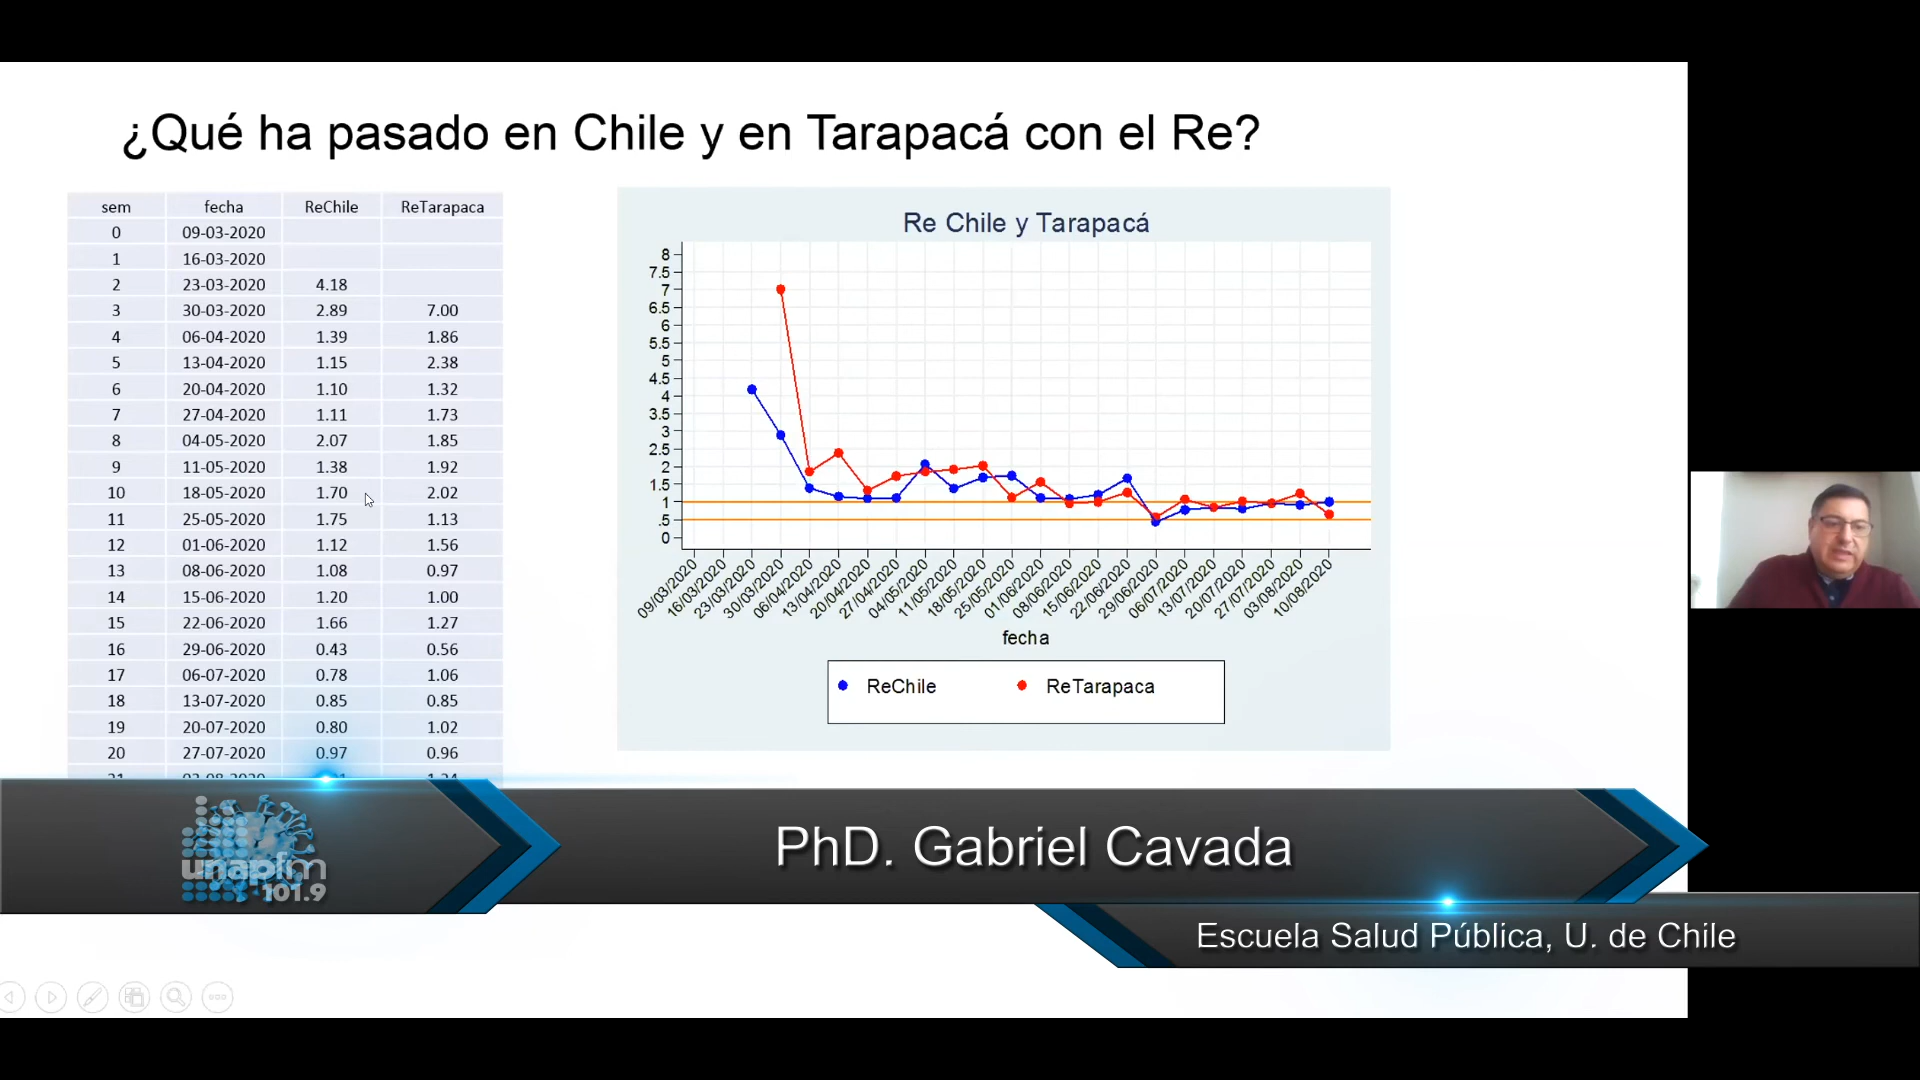 ¿Qué ha pasado en Chile y en Tarapacá con el Re?
sem fecha ReChile ReTarapaca
0 09-03-2020
1 16-03-2020
2 23-03-2020 4.18
3 30-03-2020 2.89 7.00
4 06-04-2020 1.39 1.86
5 13-04-2020 1.15 2.38
6 20-04-2020 1.10 1.32
7 27-04-2020 1.11 1.73
8 04-05-2020 2.07 1.85
9 11-05-2020 1.38 1.92
10 18-05-2020 1.70 2.02
11 25-05-2020 1.75 1.13
12 01-06-2020 1.12 1.56
13 08-06-2020 1.08 0.97
14 15-06-2020 1.20 1.00
15 22-06-2020 1.66 1.27
16 29-06-2020 0.43 0.56
17 06-07-2020 0.78 1.06
18 13-07-2020 0.85 0.85
19 20-07-2020 0.80 1.02
20 27-07-2020 0.97 0.96
Re Chile y Tarapacá
8
7.5
7
6.5
6
5.5
5
4.5
4
3.5
3
2.5
2
1.5
1
.5
0
09/03/2020
16/03/2020
23/03/2020
30/03/2020
06/04/2020
13/04/2020
20/04/2020
27/04/2020
04/05/2020
11/05/2020
18/05/2020
25/05/2020
01/06/2020
08/06/2020
15/06/2020
22/06/2020
29/06/2020
06/07/2020
13/07/2020
20/07/2020
27/07/2020
03/08/2020
10/08/2020
fecha
ReChile ReTarapaca
unapfm
101.9
PhD. Gabriel Cavada
Escuela Salud Pública, U. de Chile